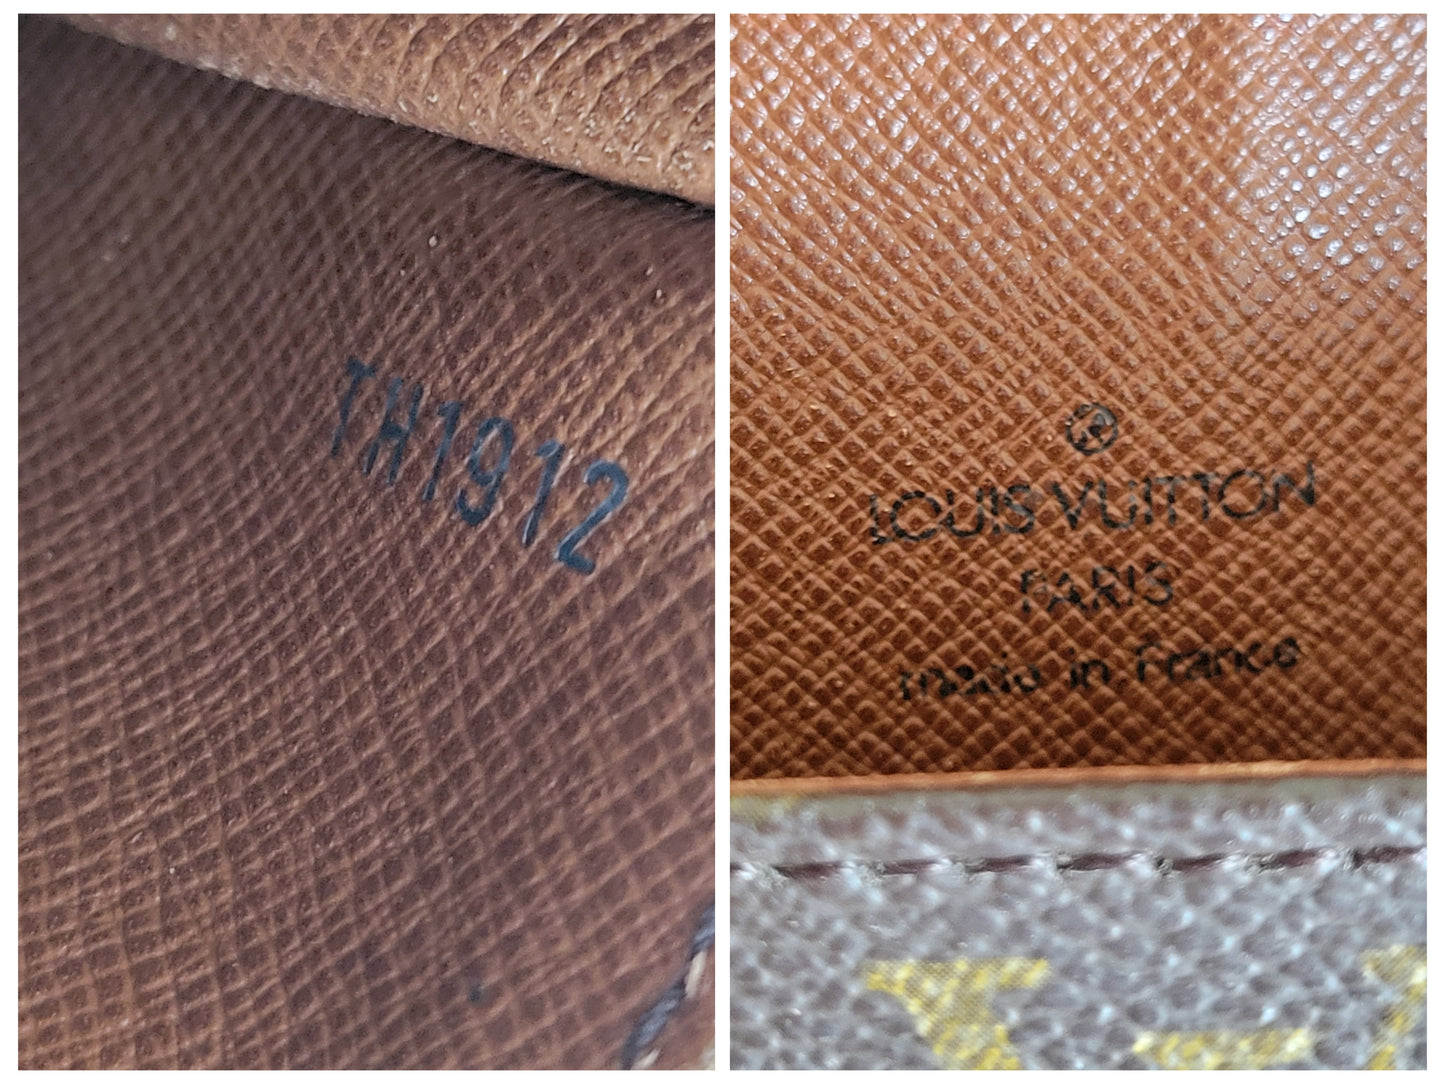 TH1912
®
LOUIS VUITTON
PARIS
made in France